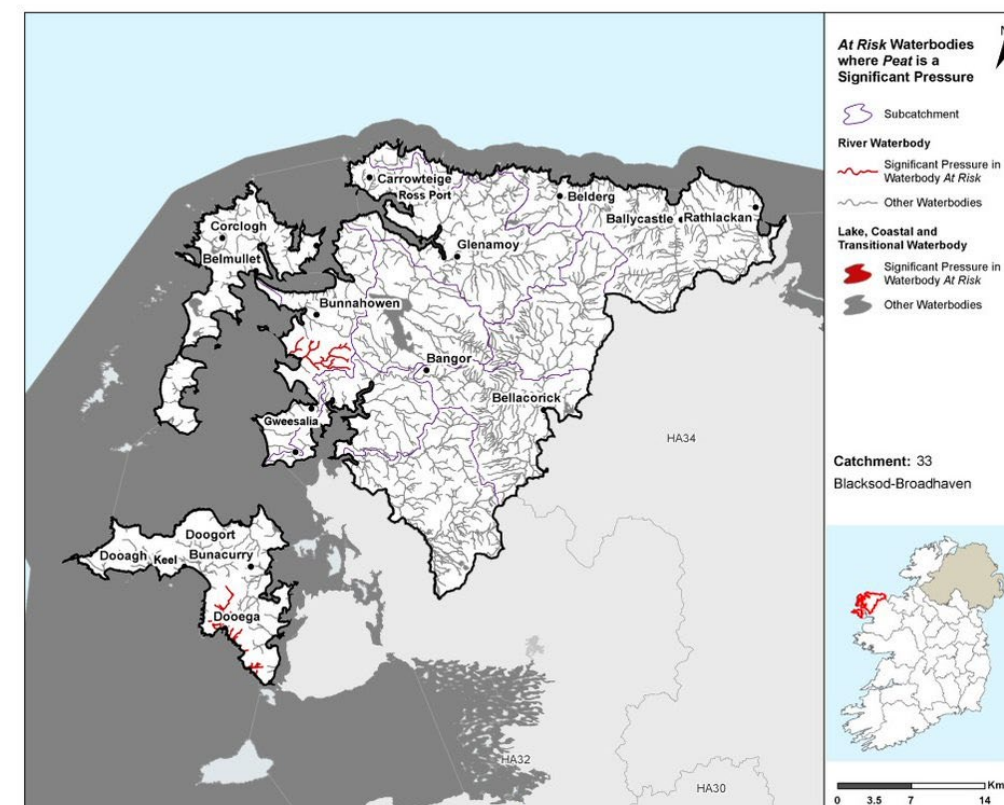 At Risk Waterbodies
where Peat is a
Significant Pressure
N
Subcatchment
River Waterbody
Significant Pressure in
Waterbody At Risk
Other Waterbodies
Lake, Coastal and
Transitional Waterbody
Significant Pressure in
Waterbody At Risk
Other Waterbodies
Catchment: 33
Blacksod-Broadhaven
Km
0 3.5 7 14
Carrowteige
Ross Port
Belderg
Ballycastle
Rathlackan
Corclogh
Belmullet
Glenamoy
Bunnahowen
Bangor
Bellacorick
Gweesalia
HA34
Doogort
Dooagh
Keel
Bunacurry
Dooega
HA32
HA30